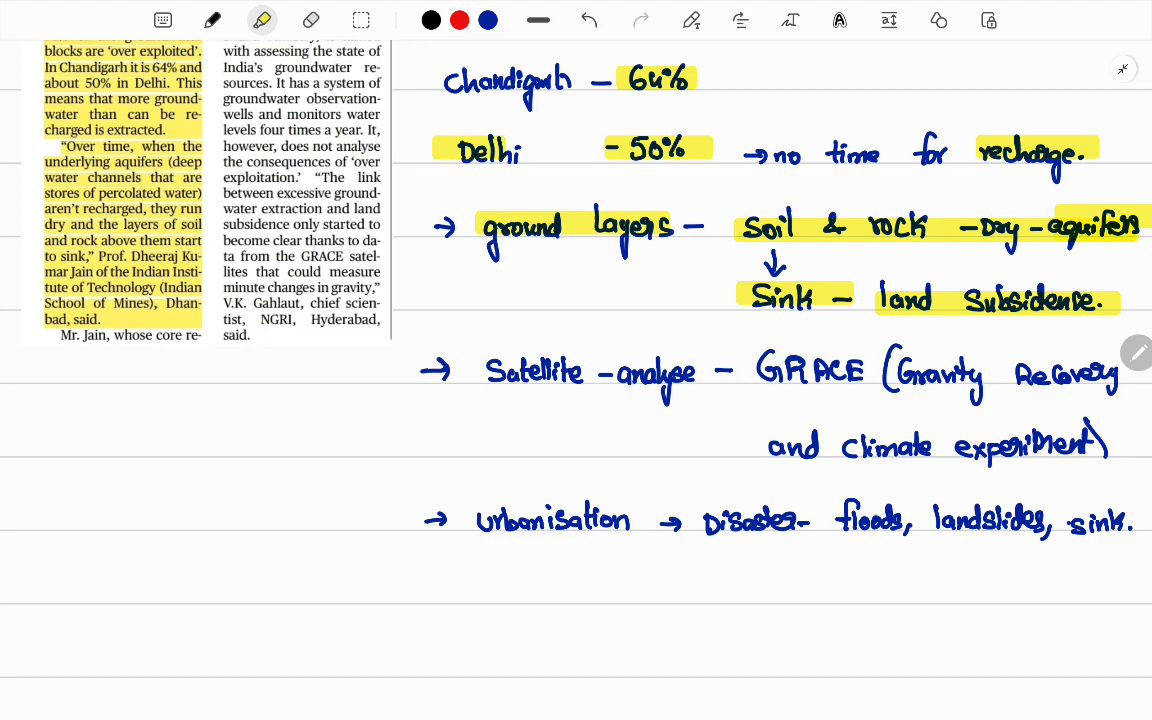 blocks are ‘over exploited’.
In Chandigarh it is 64% and
about 50% in Delhi. This
means that more ground-
water than can be re-
charged is extracted.
“Over time, when the
underlying aquifers (deep
water channels that are
stores of percolated water)
aren’t recharged, they run
dry and the layers of soil
and rock above them start
to sink,” Prof. Dheeraj Ku-
mar Jain of the Indian Insti-
tute of Technology (Indian
School of Mines), Dhan-
bad, said.
Mr. Jain, whose core re-
with assessing the state of
India’s groundwater re-
sources. It has a system of
groundwater observation-
wells and monitors water
levels four times a year. It,
however, does not analyse
the consequences of ‘over
exploitation.’ “The link
between excessive ground-
water extraction and land
subsidence only started to
become clear thanks to da-
ta from the GRACE satel-
lites that could measure
minute changes in gravity,”
V.K. Gahlaut, chief scien-
tist, NGRI, Hyderabad,
said.
Chandigarh – 64%
Delhi - 50% → no time for recharge.
→ ground layers – Soil & rock – Dry – aquifers
↓
Sink – land Subsidence.
→ Satellite – analyse – GRACE (Gravity Recovery
and climate experiment)
→ urbanisation → Disaster – floods, landslides, sink.